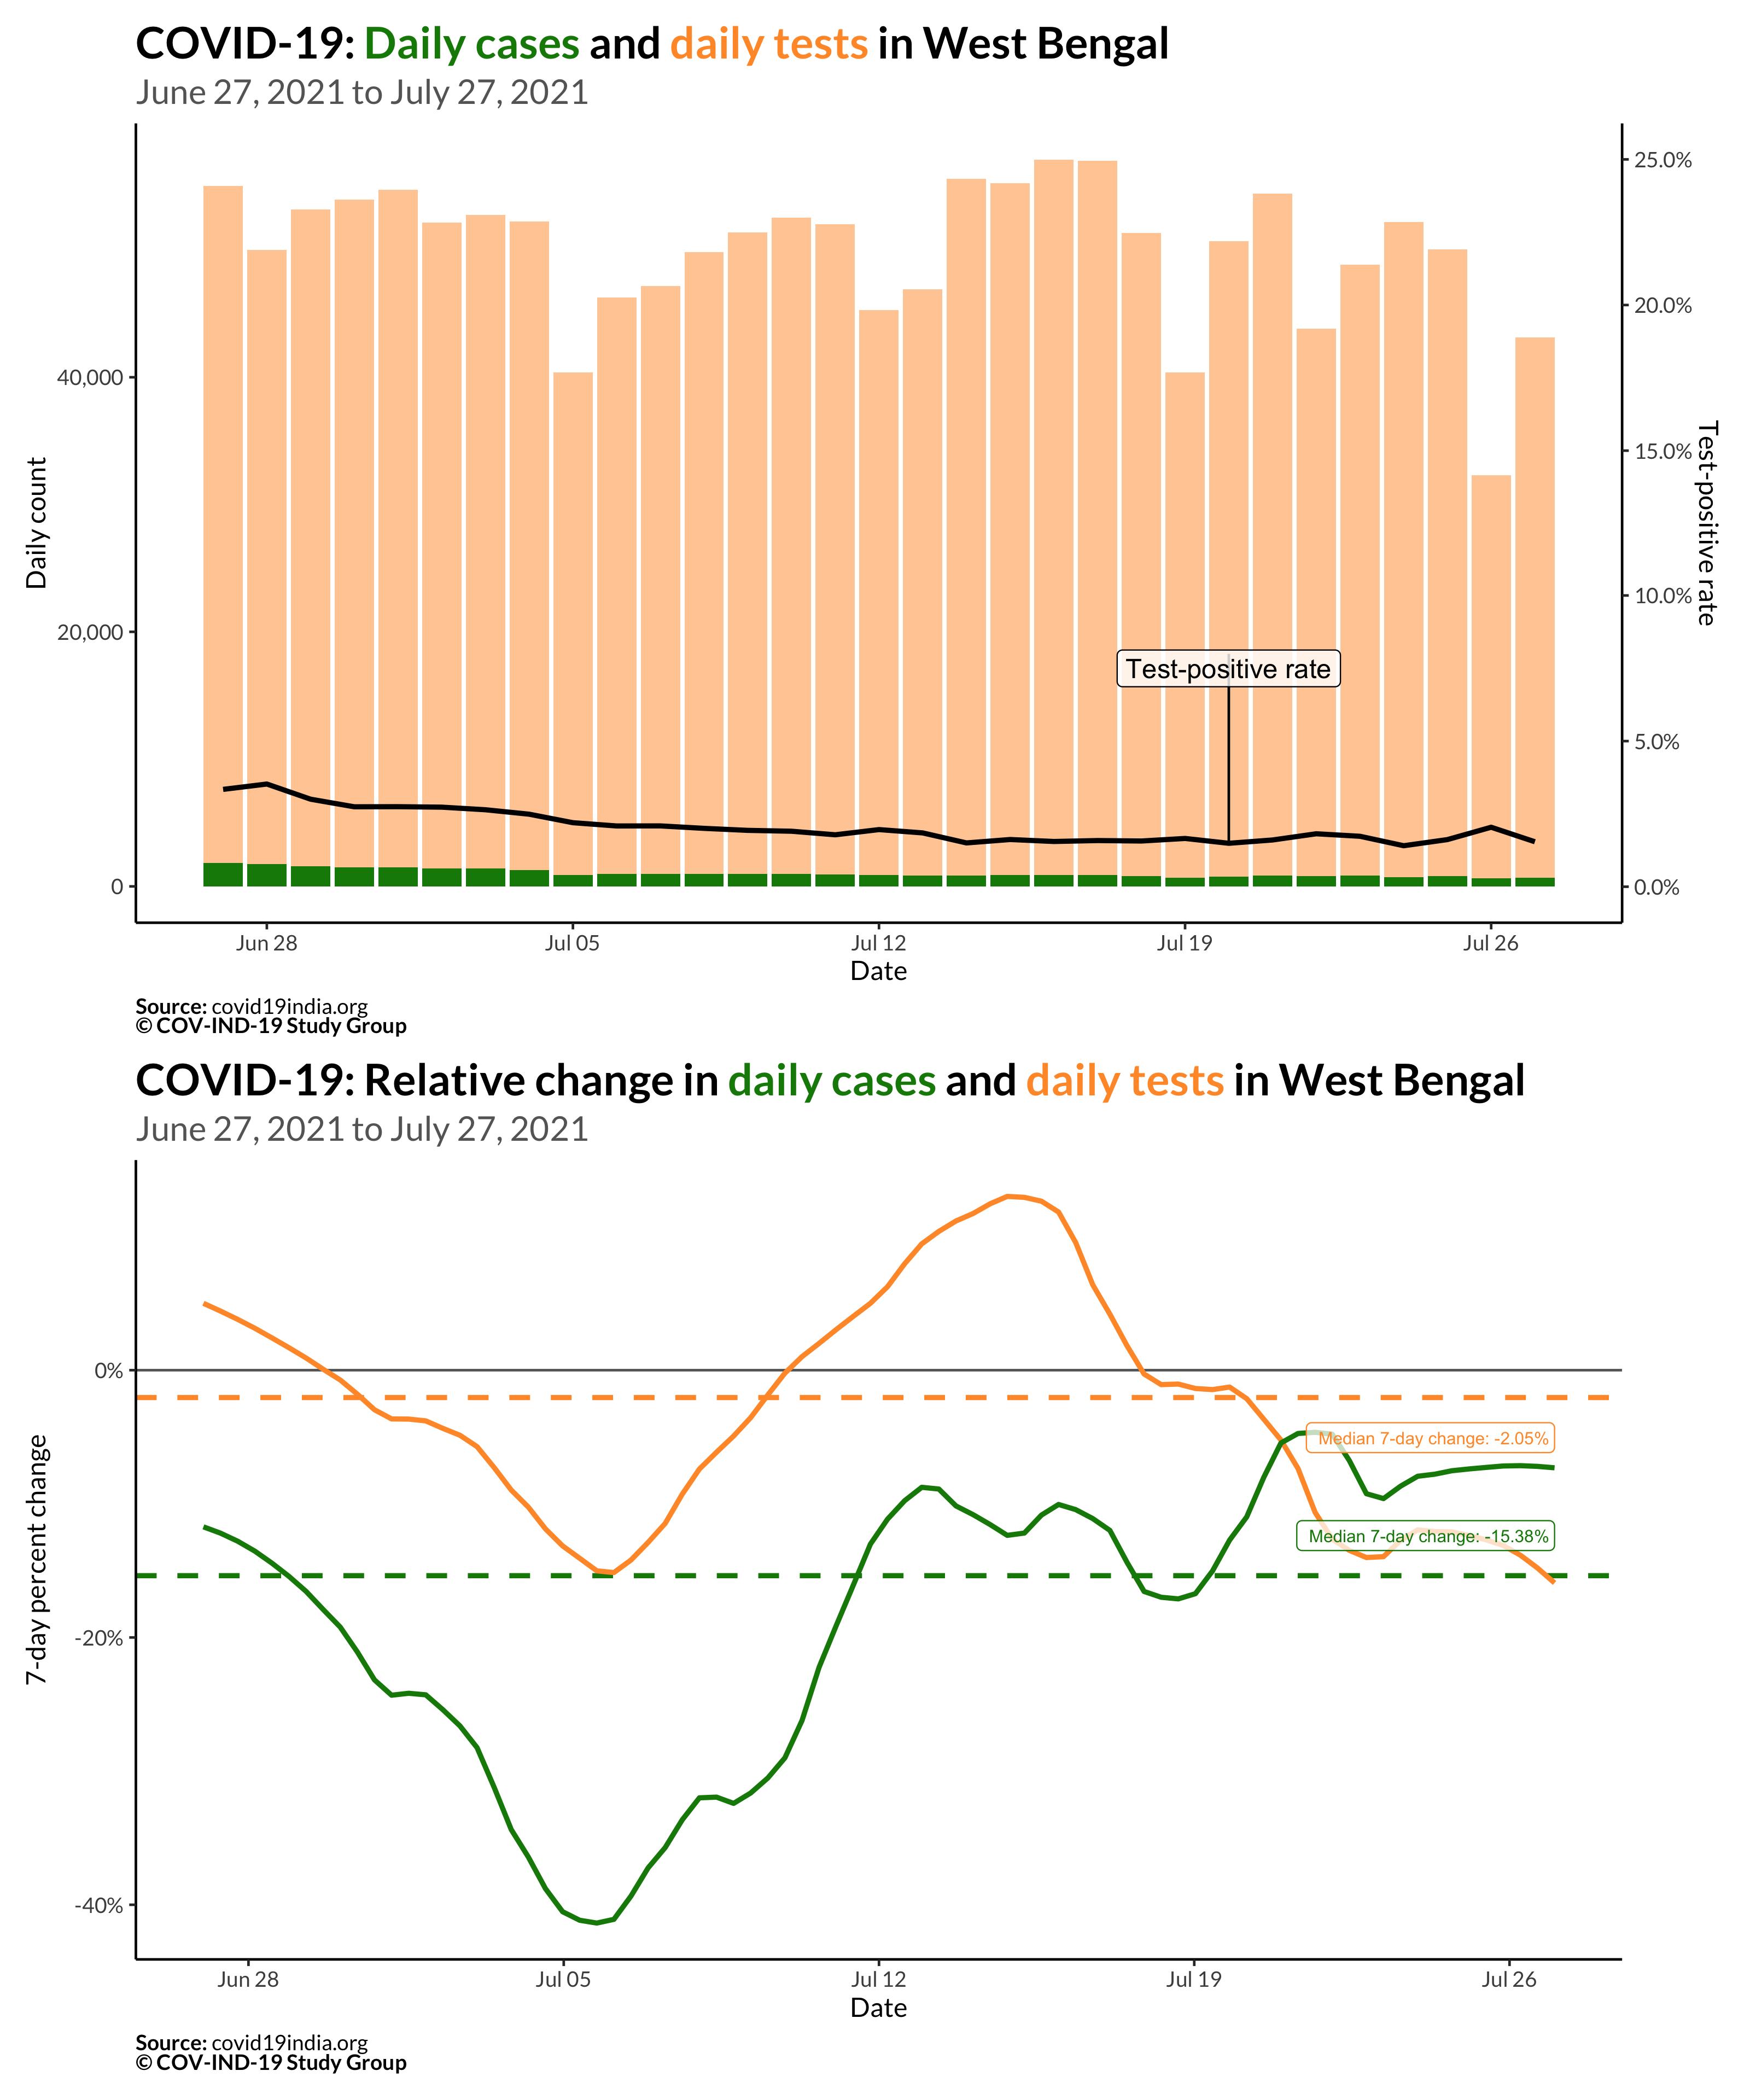 COVID-19: Daily cases and daily tests in West Bengal
June 27, 2021 to July 27, 2021
Daily count
40,000
20,000
0
25.0%
20.0%
15.0%
10.0%
5.0%
0.0%
Test-positive rate
Test-positive rate
Jun 28
Jul 05
Jul 12
Jul 19
Jul 26
Date
Source: covid19india.org
© COV-IND-19 Study Group
COVID-19: Relative change in daily cases and daily tests in West Bengal
June 27, 2021 to July 27, 2021
7-day percent change
0%
-20%
-40%
Median 7-day change: -2.05%
Median 7-day change: -15.38%
Jun 28
Jul 05
Jul 12
Jul 19
Jul 26
Date
Source: covid19india.org
© COV-IND-19 Study Group